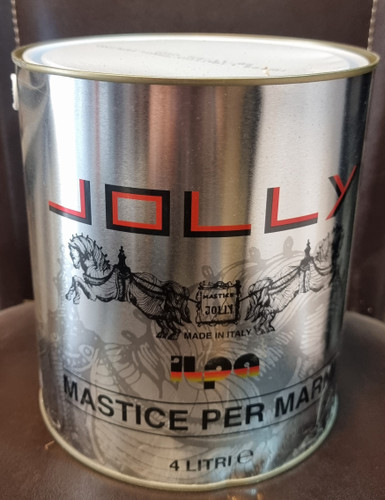 JOLLY
MASTICE
JOLLY
MADE IN ITALY
ilpa
MASTICE PER MAR
4 LITRI ℮